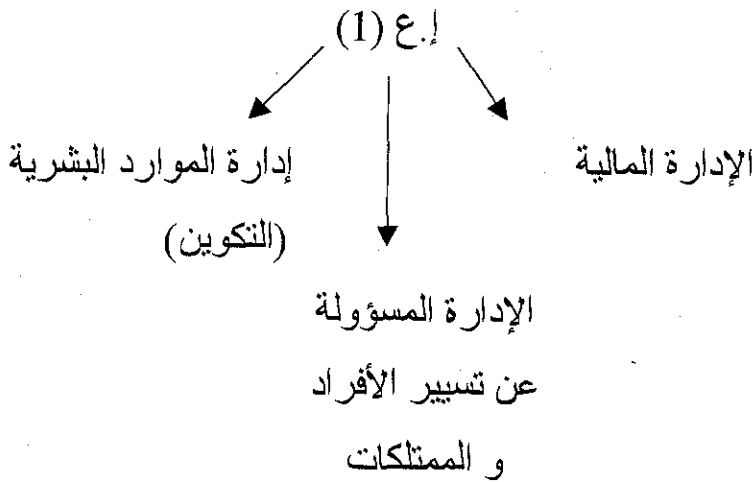 إ.ع (1)
الإدارة المالية
إدارة الموارد البشرية
(التكوين)
الإدارة المسؤولة
عن تسيير الأفراد
و الممتلكات